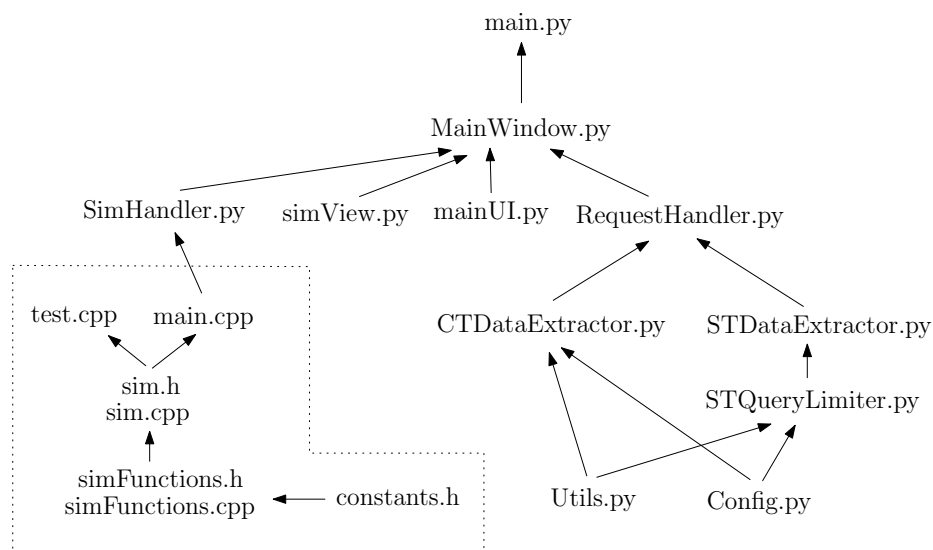 main.py
MainWindow.py
SimHandler.py
simView.py
mainUI.py
RequestHandler.py
test.cpp
main.cpp
CTDataExtractor.py
STDataExtractor.py
sim.h
sim.cpp
STQueryLimiter.py
simFunctions.h
simFunctions.cpp
constants.h
Utils.py
Config.py